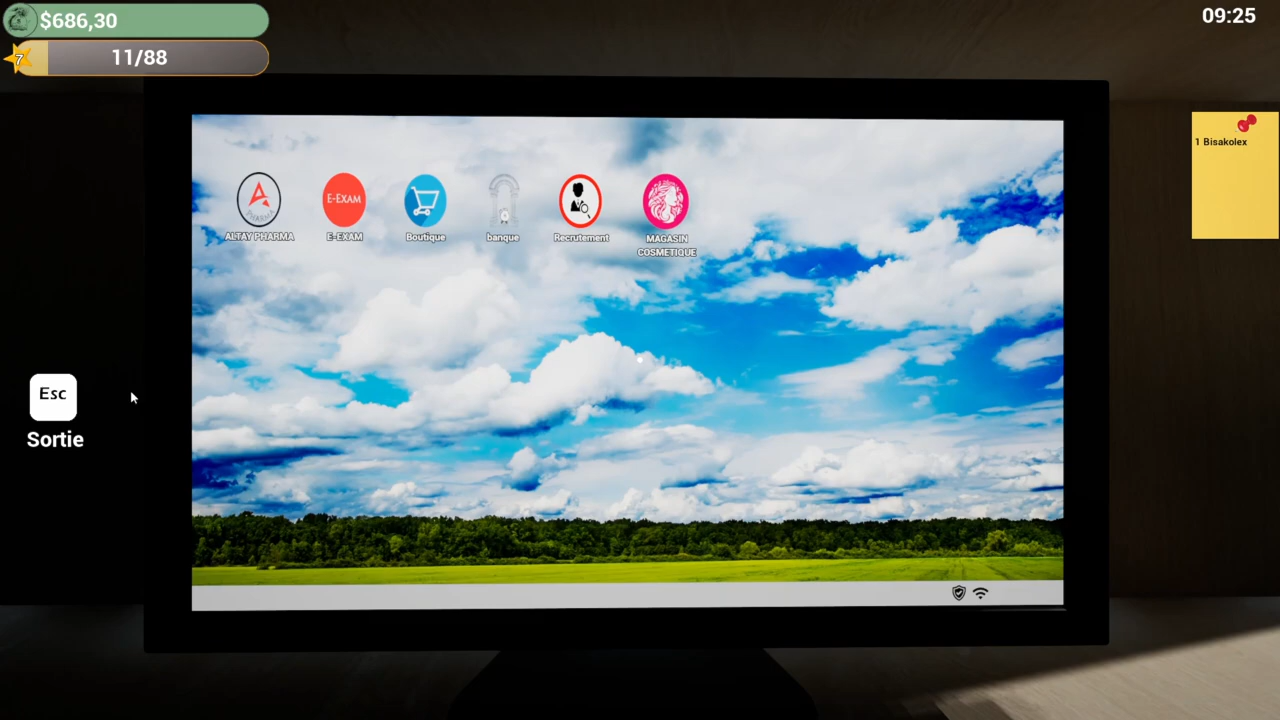 $686,30
7
11/88
09:25
1 Bisakolex
PHARMA
E-EXAM
ALTAY PHARMA
E-EXAM
Boutique
banque
Recrutement
MAGASIN
COSMETIQUE
Esc
Sortie